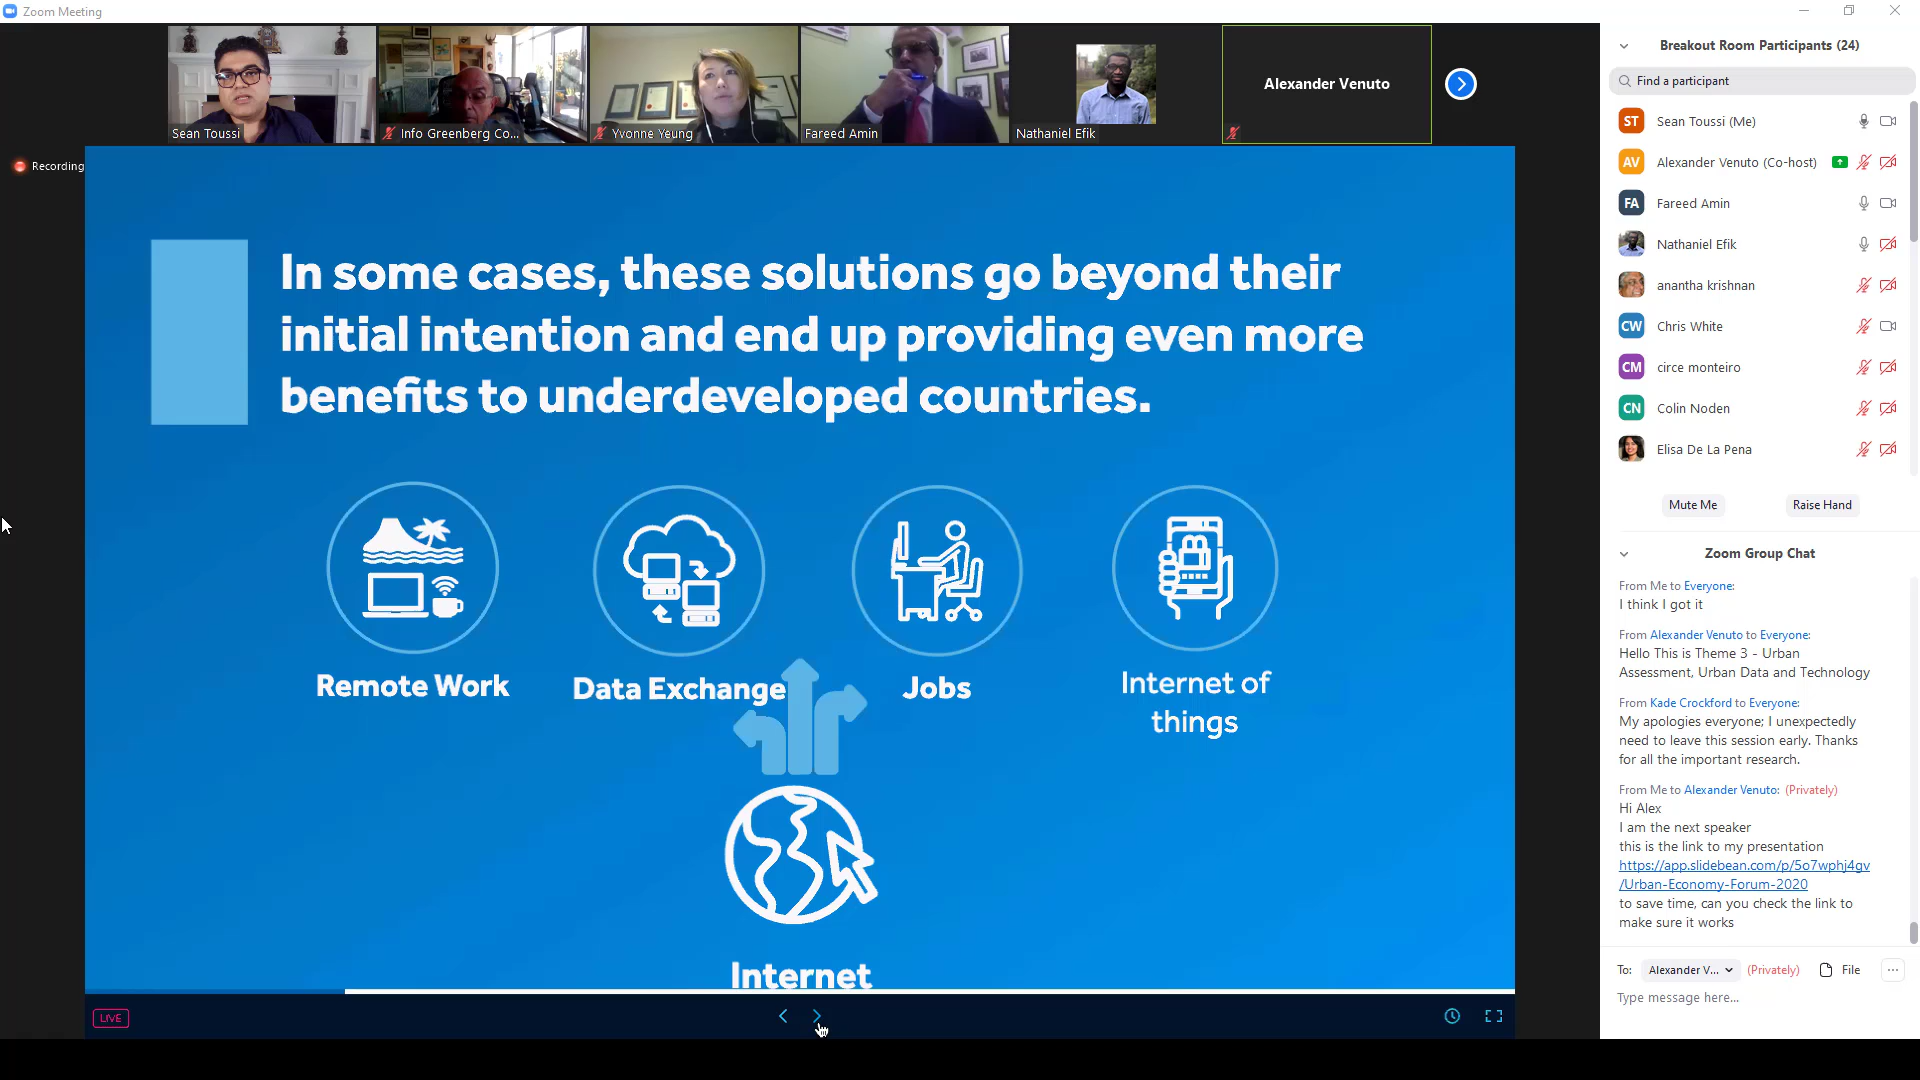 Zoom Meeting
Sean Toussi
Info Greenberg Co...
Yvonne Yeung
Fareed Amin
Nathaniel Efik
Alexander Venuto
Recording
In some cases, these solutions go beyond their
initial intention and end up providing even more
benefits to underdeveloped countries.
Remote Work
Data Exchange
Jobs
Internet of
things
Internet
LIVE
Breakout Room Participants (24)
Find a participant
ST Sean Toussi (Me)
AV Alexander Venuto (Co-host)
FA Fareed Amin
Nathaniel Efik
anantha krishnan
CW Chris White
CM circe monteiro
CN Colin Noden
Elisa De La Pena
Mute Me
Raise Hand
Zoom Group Chat
From Me to Everyone:
I think I got it
From Alexander Venuto to Everyone:
Hello This is Theme 3 - Urban
Assessment, Urban Data and Technology
From Kade Crockford to Everyone:
My apologies everyone; I unexpectedly
need to leave this session early. Thanks
for all the important research.
From Me to Alexander Venuto: (Privately)
Hi Alex
I am the next speaker
this is the link to my presentation
https://app.slidebean.com/p/5o7wphj4gv
/Urban-Economy-Forum-2020
to save time, can you check the link to
make sure it works
To: Alexander V... (Privately) File ...
Type message here...